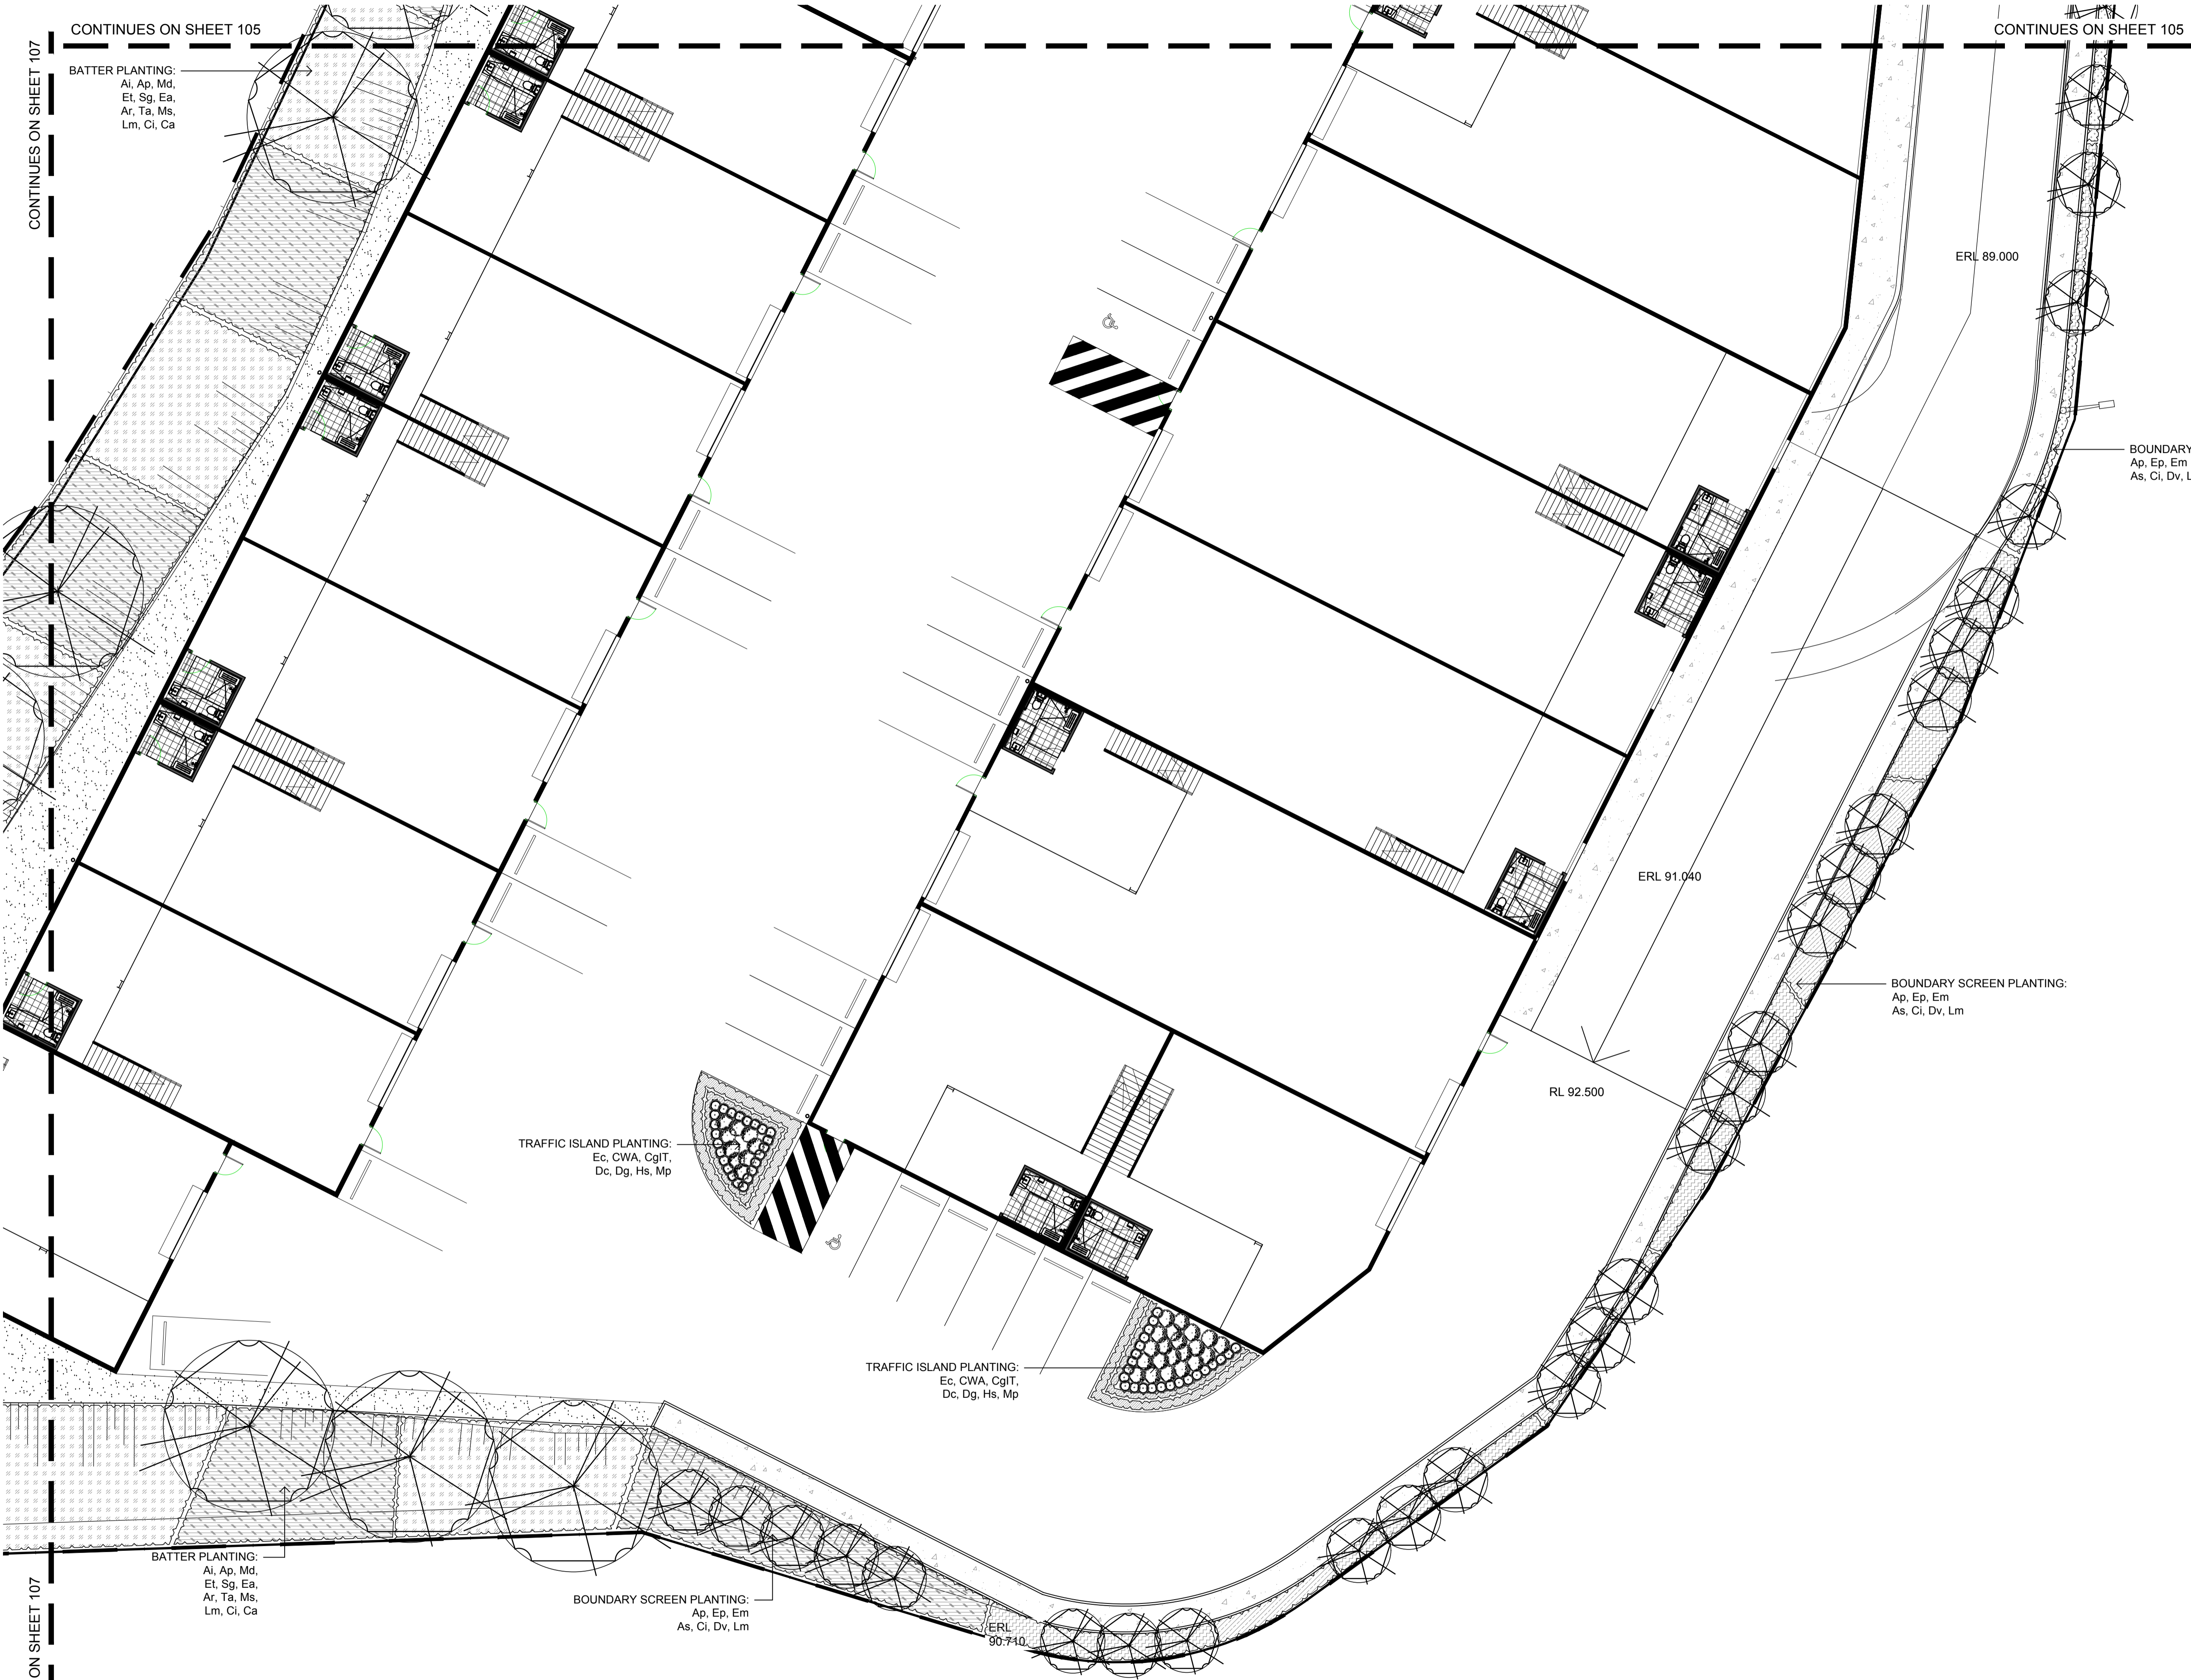 CONTINUES ON SHEET 105
CONTINUES ON SHEET 105
CONTINUES ON SHEET 107
BATTER PLANTING:
Ai, Ap, Md,
Et, Sg, Ea,
Ar, Ta, Ms,
Lm, Ci, Ca
ERL 89.000
BOUNDARY
Ap, Ep, Em
As, Ci, Dv, L
ERL 91.040
BOUNDARY SCREEN PLANTING:
Ap, Ep, Em
As, Ci, Dv, Lm
RL 92.500
TRAFFIC ISLAND PLANTING:
Ec, CWA, CgIT,
Dc, Dg, Hs, Mp
TRAFFIC ISLAND PLANTING:
Ec, CWA, CgIT,
Dc, Dg, Hs, Mp
BATTER PLANTING:
Ai, Ap, Md,
Et, Sg, Ea,
Ar, Ta, Ms,
Lm, Ci, Ca
BOUNDARY SCREEN PLANTING:
Ap, Ep, Em
As, Ci, Dv, Lm
ERL
90.710
ON SHEET 107